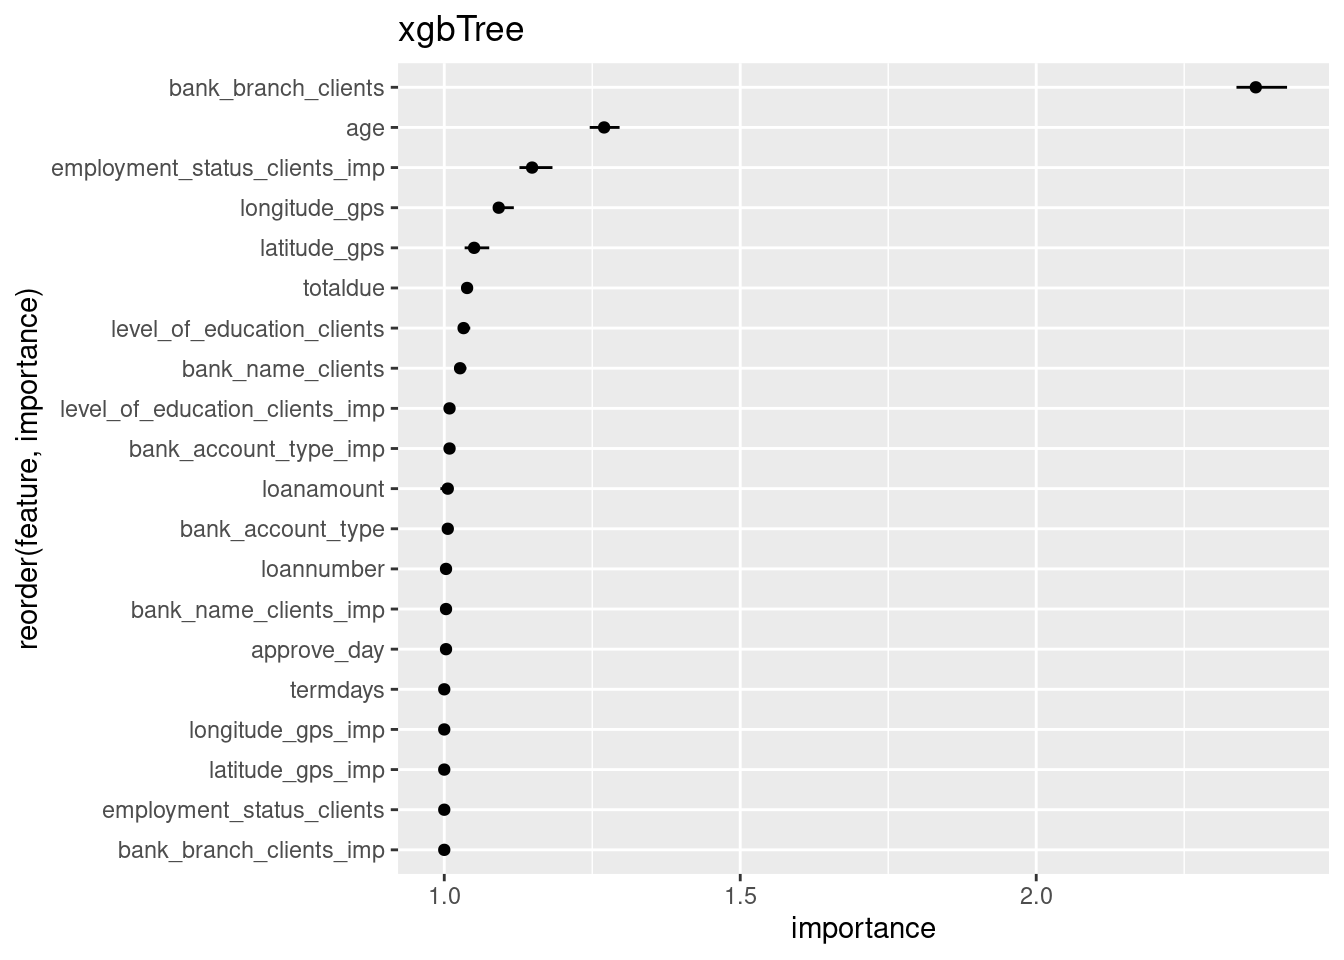 xgbTree
bank_branch_clients
age
employment_status_clients_imp
longitude_gps
latitude_gps
totaldue
level_of_education_clients
bank_name_clients
level_of_education_clients_imp
bank_account_type_imp
loanamount
bank_account_type
loannumber
bank_name_clients_imp
approve_day
termdays
longitude_gps_imp
latitude_gps_imp
employment_status_clients
bank_branch_clients_imp
reorder(feature, importance)
1.0 1.5 2.0
importance